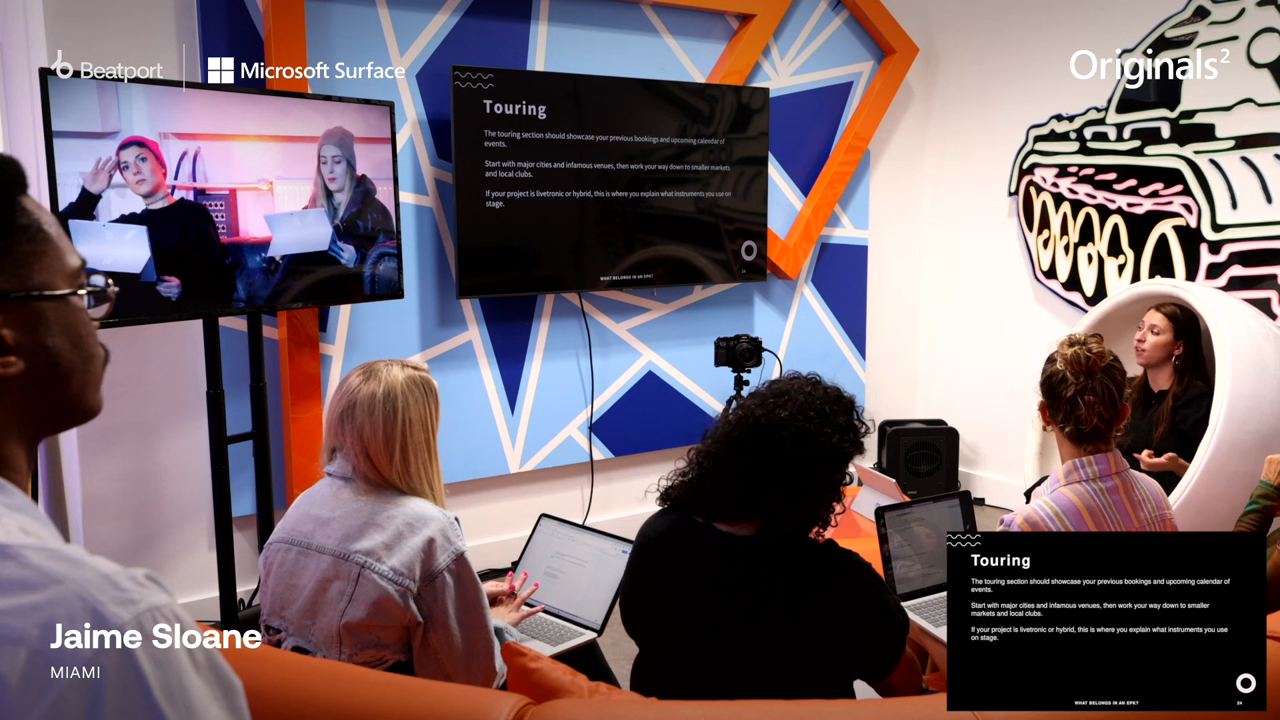 Beatport
Microsoft Surface
Originals²
Touring
The touring section should showcase your previous bookings and upcoming calendar of
events.
Start with major cities and infamous venues, then work your way down to smaller markets
and local clubs.
If your project is livetronic or hybrid, this is where you explain what instruments you use on
stage.
WHAT BELONGS IN AN EPK?
24
Jaime Sloane
MIAMI
Touring
The touring section should showcase your previous bookings and upcoming calendar of
events.
Start with major cities and infamous venues, then work your way down to smaller
markets and local clubs.
If your project is livetronic or hybrid, this is where you explain what instruments you use
on stage.
WHAT BELONGS IN AN EPK?
24